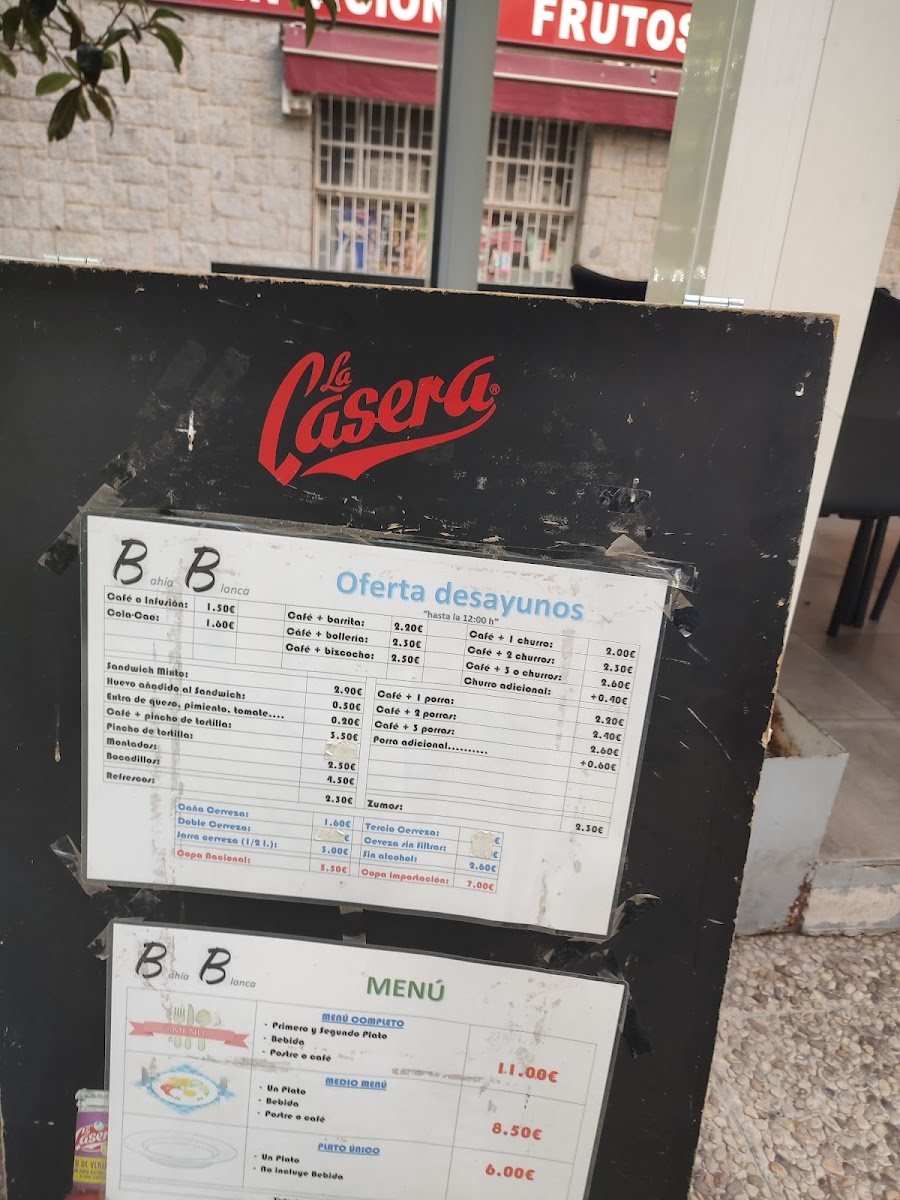 FRUTOS
La Casera®
Bahía Blanca
Oferta desayunos
"hasta la 12:00 h"
Café o Infusión: 1.50€
Cola-Cao: 1.60€
Café + barrita: 2.20€
Café + bollería: 2.30€
Café + bizcocho: 2.50€
Café + 1 churro: 2.00€
Café + 2 churros: 2.30€
Café + 3 o churros: 2.60€
Churro adicional: +0.40€
Sandwich Mixto: 2.90€
Huevo añadido al Sandwich: 0.50€
Extra de queso, pimiento, tomate.... 0.20€
Café + pincho de tortilla: 3.50€
Pincho de tortilla:
Montados: 2.50€
Bocadillos: 4.50€
Refrescos: 2.30€
Café + 1 porra: 2.20€
Café + 2 porras: 2.40€
Café + 3 porras: 2.60€
Porra adicional.......... +0.60€
Zumos: 2.30€
Caña Cerveza: 1.60€
Doble Cerveza: €
Jarra cerveza (1/2 l.): 3.00€
Copa Nacional: 5.50€
Tercio Cerveza: €
Ceveza sin filtrar: €
Sin alcohol: 2.60€
Copa importación: 7.00€
Bahía Blanca
MENÚ
MENU
MENÚ COMPLETO
- Primero y Segundo Plato
- Bebida
- Postre o café
11.00€
MEDIO MENÚ
- Un Plato
- Bebida
- Postre o café
8.50€
PLATO ÚNICO
- Un Plato
- No incluye Bebida
6.00€
La Casera